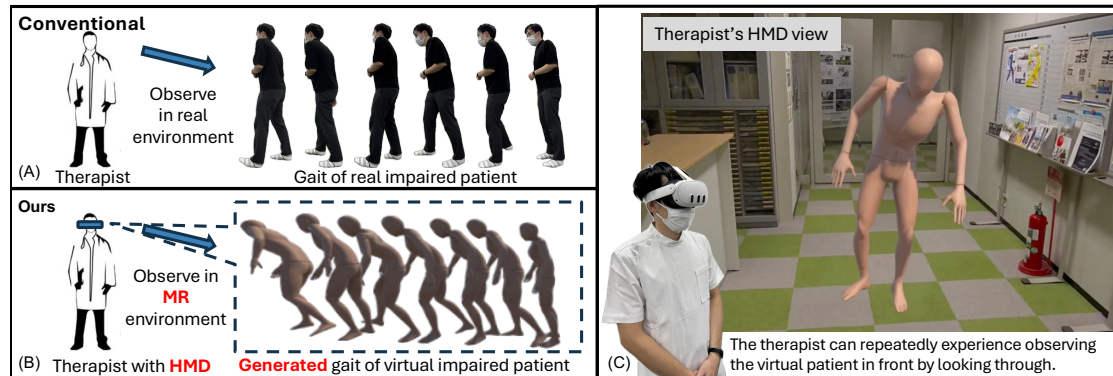 Conventional
Observe
in real
environment
Therapist
Gait of real impaired patient
(A)
Ours
Observe in
MR
environment
(B)
Therapist with HMD
Generated gait of virtual impaired patient
Therapist's HMD view
(C)
The therapist can repeatedly experience observing
the virtual patient in front by looking through.